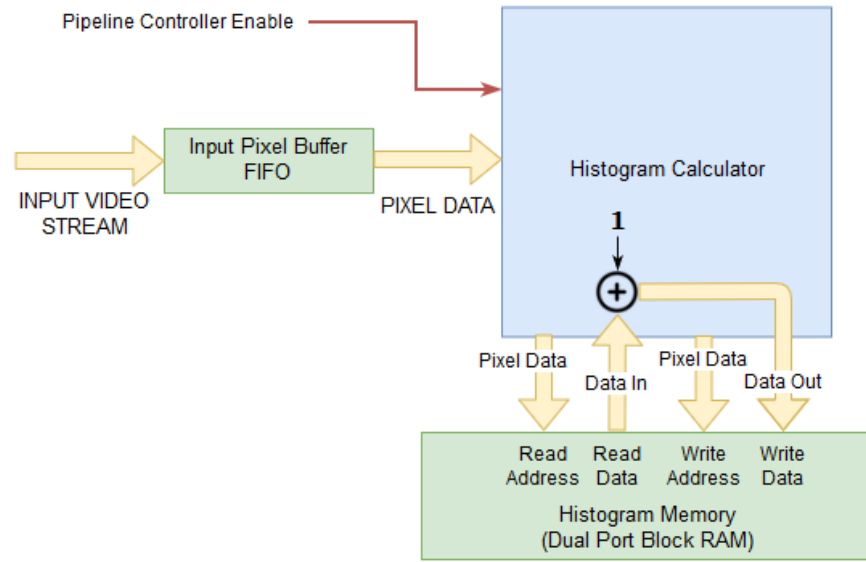 Pipeline Controller Enable
Input Pixel Buffer
FIFO
INPUT VIDEO
STREAM
PIXEL DATA
Histogram Calculator
1
+
Pixel Data
Data In
Pixel Data
Data Out
Read
Address
Read
Data
Write
Address
Write
Data
Histogram Memory
(Dual Port Block RAM)